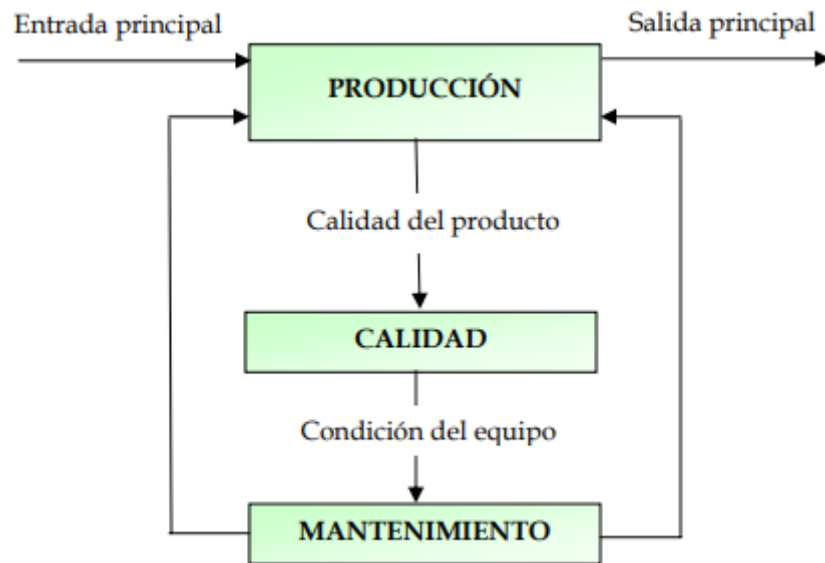 Entrada principal
Salida principal
PRODUCCIÓN
Calidad del producto
CALIDAD
Condición del equipo
MANTENIMIENTO